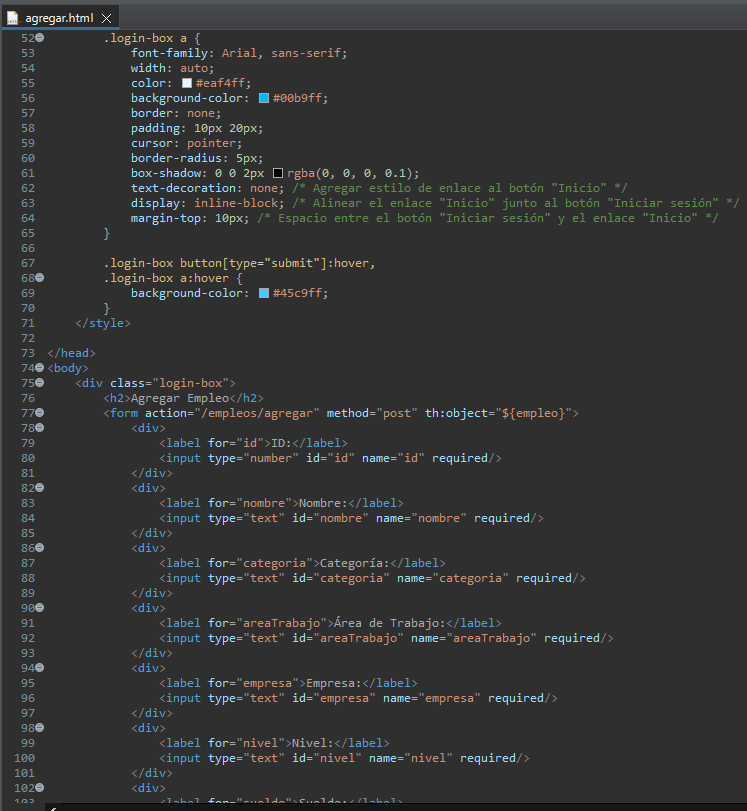 agregar.html
52 .login-box a {
53 font-family: Arial, sans-serif;
54 width: auto;
55 color: #eaf4ff;
56 background-color: #00b9ff;
57 border: none;
58 padding: 10px 20px;
59 cursor: pointer;
60 border-radius: 5px;
61 box-shadow: 0 0 2px rgba(0, 0, 0, 0.1);
62 text-decoration: none; /* Agregar estilo de enlace al botón "Inicio" */
63 display: inline-block; /* Alinear el enlace "Inicio" junto al botón "Iniciar sesión" */
64 margin-top: 10px; /* Espacio entre el botón "Iniciar sesión" y el enlace "Inicio" */
65 }
66
67 .login-box button[type="submit"]:hover,
68 .login-box a:hover {
69 background-color: #45c9ff;
70 }
71 </style>
72
73 </head>
74 <body>
75 <div class="login-box">
76 <h2>Agregar Empleo</h2>
77 <form action="/empleos/agregar" method="post" th:object="${empleo}">
78 <div>
79 <label for="id">ID:</label>
80 <input type="number" id="id" name="id" required/>
81 </div>
82 <div>
83 <label for="nombre">Nombre:</label>
84 <input type="text" id="nombre" name="nombre" required/>
85 </div>
86 <div>
87 <label for="categoria">Categoría:</label>
88 <input type="text" id="categoria" name="categoria" required/>
89 </div>
90 <div>
91 <label for="areaTrabajo">Área de Trabajo:</label>
92 <input type="text" id="areaTrabajo" name="areaTrabajo" required/>
93 </div>
94 <div>
95 <label for="empresa">Empresa:</label>
96 <input type="text" id="empresa" name="empresa" required/>
97 </div>
98 <div>
99 <label for="nivel">Nivel:</label>
100 <input type="text" id="nivel" name="nivel" required/>
101 </div>
102 <div>
103 <label for="sueldo">Sueldo:</label>